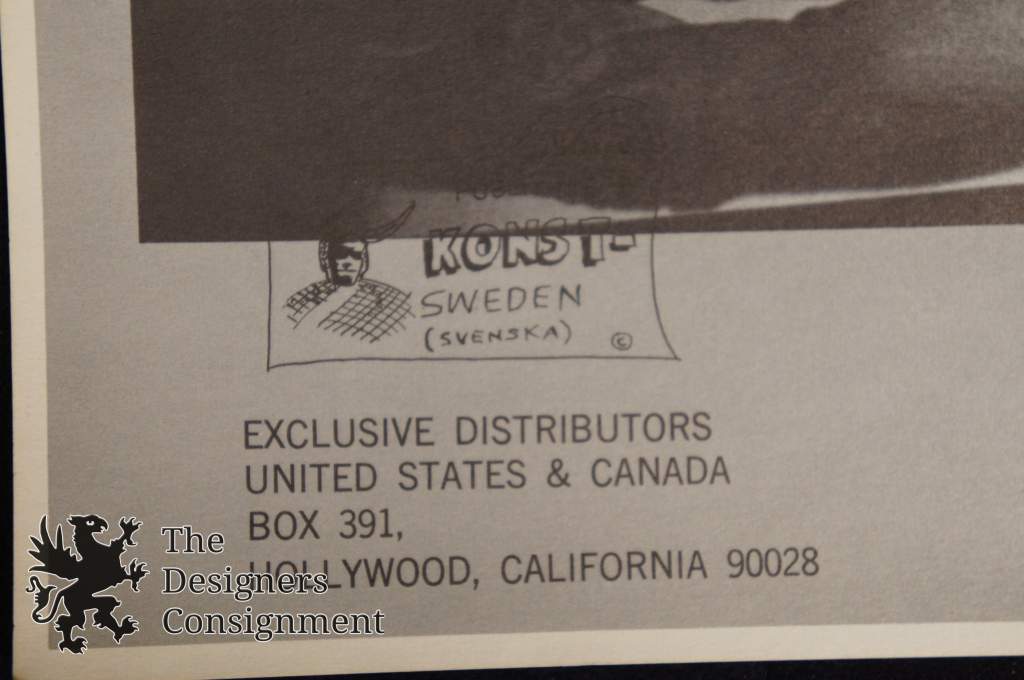 KONST-
SWEDEN
(SVENSKA) ©
EXCLUSIVE DISTRIBUTORS
UNITED STATES & CANADA
BOX 391,
HOLLYWOOD, CALIFORNIA 90028
The
Designers
Consignment